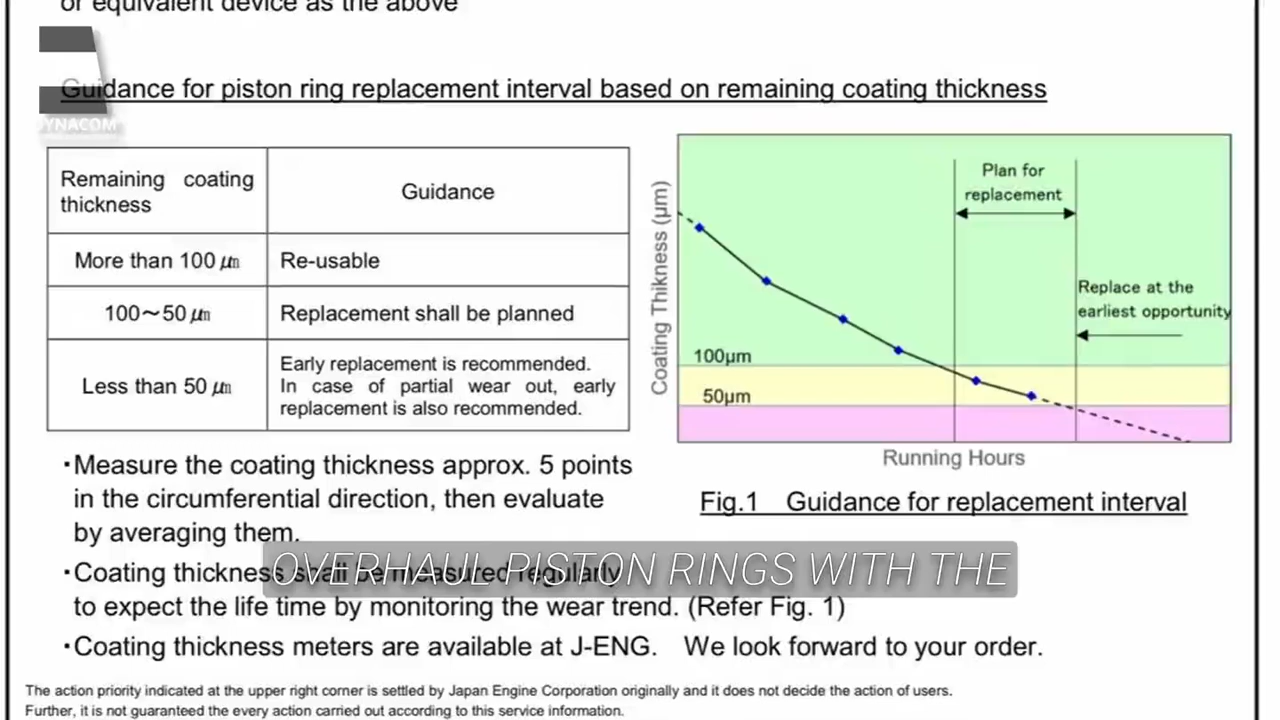 or equivalent device as the above
Guidance for piston ring replacement interval based on remaining coating thickness
DYNACOM
Remaining coating
thickness
Guidance
More than 100 ㎛
Re-usable
100～50 ㎛
Replacement shall be planned
Less than 50 ㎛
Early replacement is recommended.
In case of partial wear out, early
replacement is also recommended.
Coating Thikness (μm)
Plan for
replacement
Replace at the
earliest opportunity
100μm
50μm
Running Hours
Fig.1 Guidance for replacement interval
・Measure the coating thickness approx. 5 points
in the circumferential direction, then evaluate
by averaging them.
OVERHAUL PISTON RINGS WITH THE
・Coating thickness shall be measured regularly
to expect the life time by monitoring the wear trend. (Refer Fig. 1)
・Coating thickness meters are available at J-ENG. We look forward to your order.
The action priority indicated at the upper right corner is settled by Japan Engine Corporation originally and it does not decide the action of users.
Further, it is not guaranteed the every action carried out according to this service information.